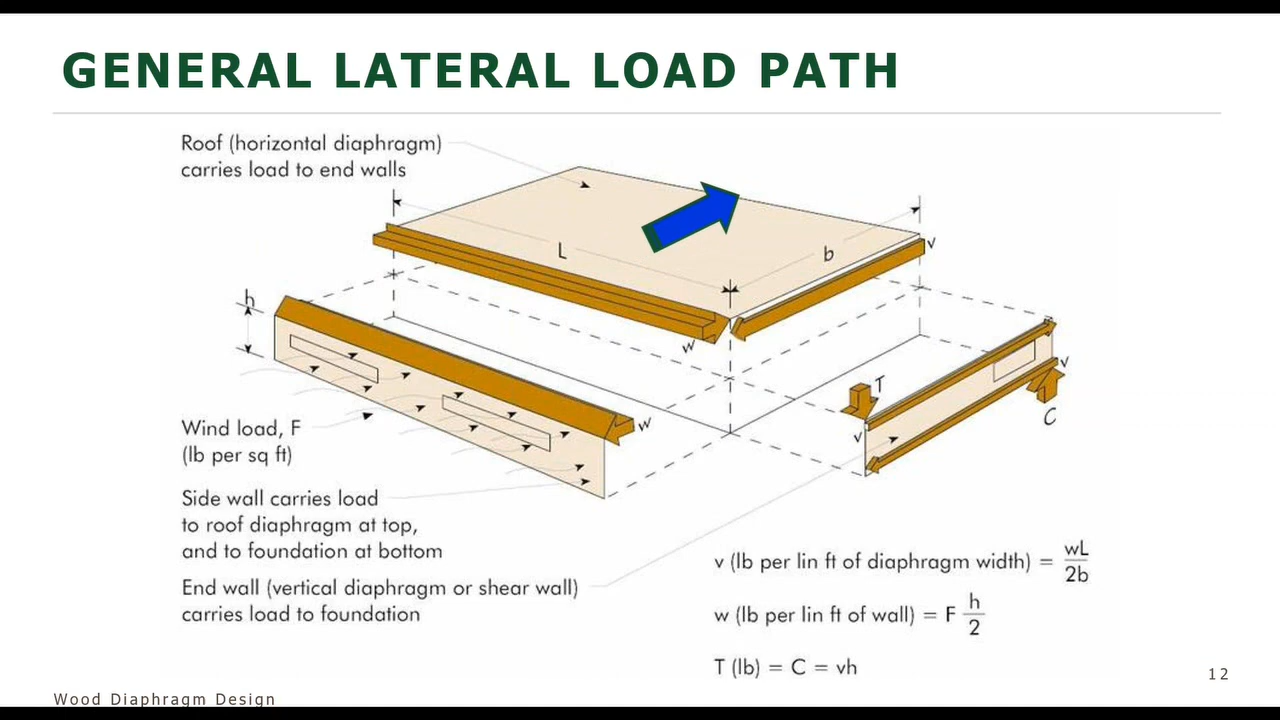 GENERAL LATERAL LOAD PATH
Roof (horizontal diaphragm)
carries load to end walls
L
b
v
h
w
w
T
v
v
C
Wind load, F
(lb per sq ft)
Side wall carries load
to roof diaphragm at top,
and to foundation at bottom
End wall (vertical diaphragm or shear wall)
carries load to foundation
v (lb per lin ft of diaphragm width) = wL
2b
w (lb per lin ft of wall) = F h
2
T (lb) = C = vh
12
Wood Diaphragm Design